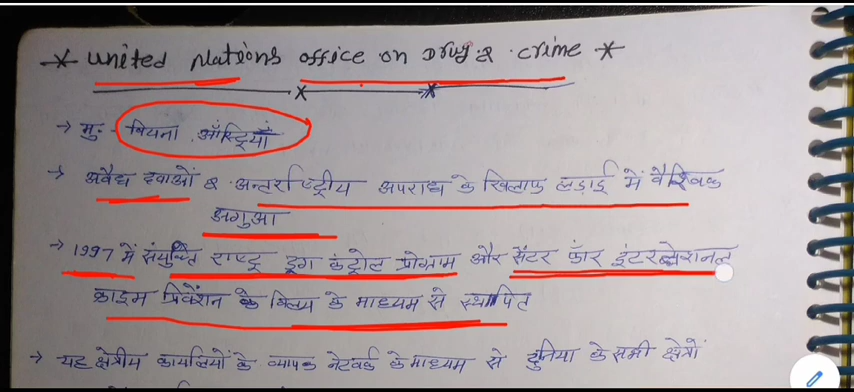 * United Nations office on Drug & crime *
→ मु:- वियना ऑस्ट्रिया
→ अवैध दवाओं & अन्तर्राष्ट्रीय अपराध के खिलाफ लड़ाई में वैश्विक
अगुआ
→ 1997 में संयुक्त राष्ट्र ड्रग कंट्रोल प्रोग्राम और सेंटर फॉर इंटरनेशनल
क्राइम प्रिवेंशन के विलय के माध्यम से स्थापित
→ यह क्षेत्रीय कार्यालयों के व्यापक नेटवर्क के माध्यम से दुनिया के सभी क्षेत्रों